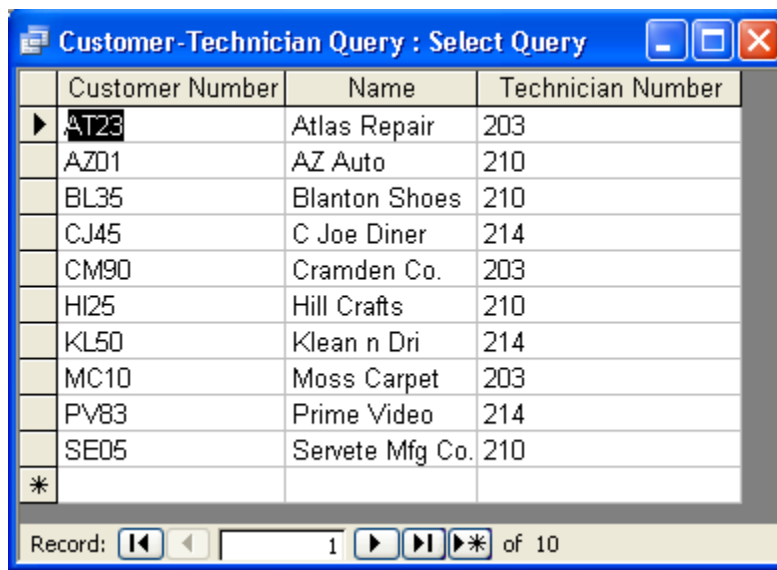 Customer-Technician Query : Select Query
Customer Number Name Technician Number
AT23 Atlas Repair 203
AZ01 AZ Auto 210
BL35 Blanton Shoes 210
CJ45 C Joe Diner 214
CM90 Cramden Co. 203
HI25 Hill Crafts 210
KL50 Klean n Dri 214
MC10 Moss Carpet 203
PV83 Prime Video 214
SE05 Servete Mfg Co. 210
Record: 1 of 10